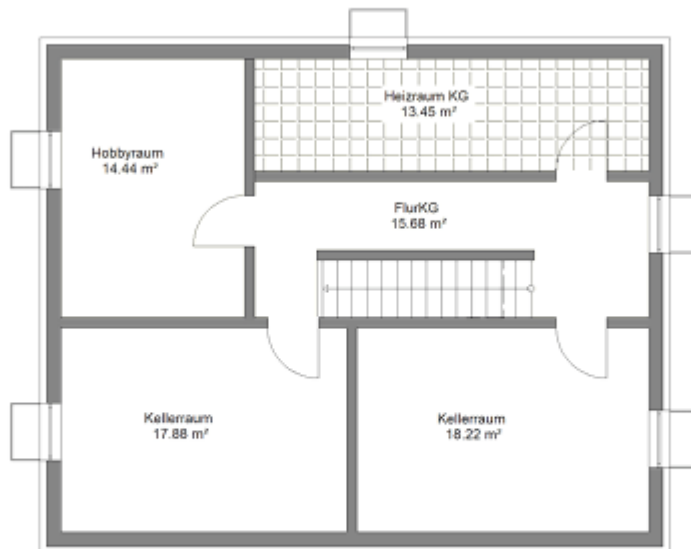 Heizraum KG
13.45 m²
Hobbyraum
14.44 m²
FlurKG
15.68 m²
Kellerraum
17.88 m²
Kellerraum
18.22 m²